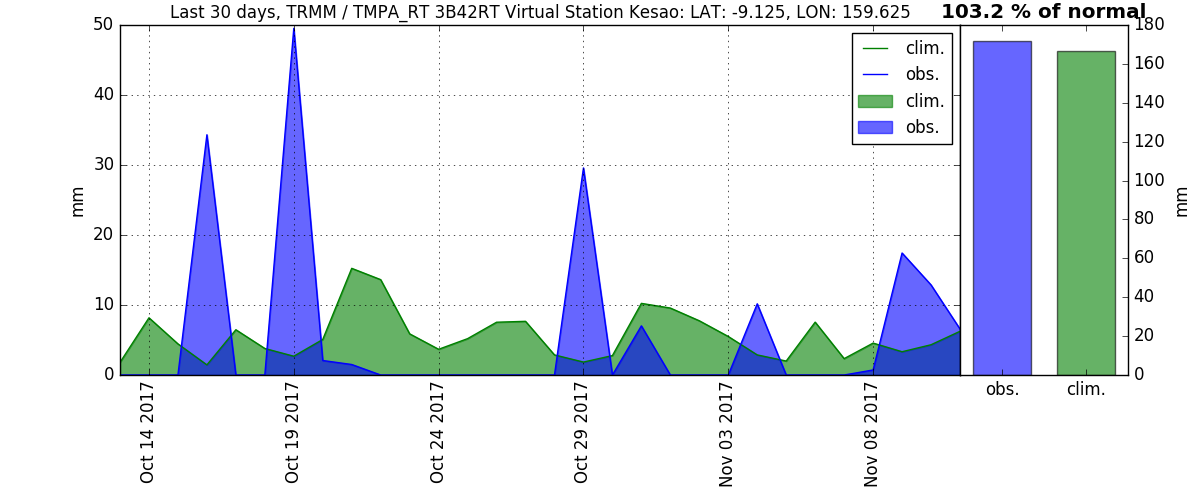 Last 30 days, TRMM / TMPA_RT 3B42RT Virtual Station Kesao: LAT: -9.125, LON: 159.625
103.2 % of normal
50
40
30
20
10
0
mm
clim.
obs.
clim.
obs.
180
160
140
120
100
80
60
40
20
0
mm
Oct 14 2017
Oct 19 2017
Oct 24 2017
Oct 29 2017
Nov 03 2017
Nov 08 2017
obs.
clim.